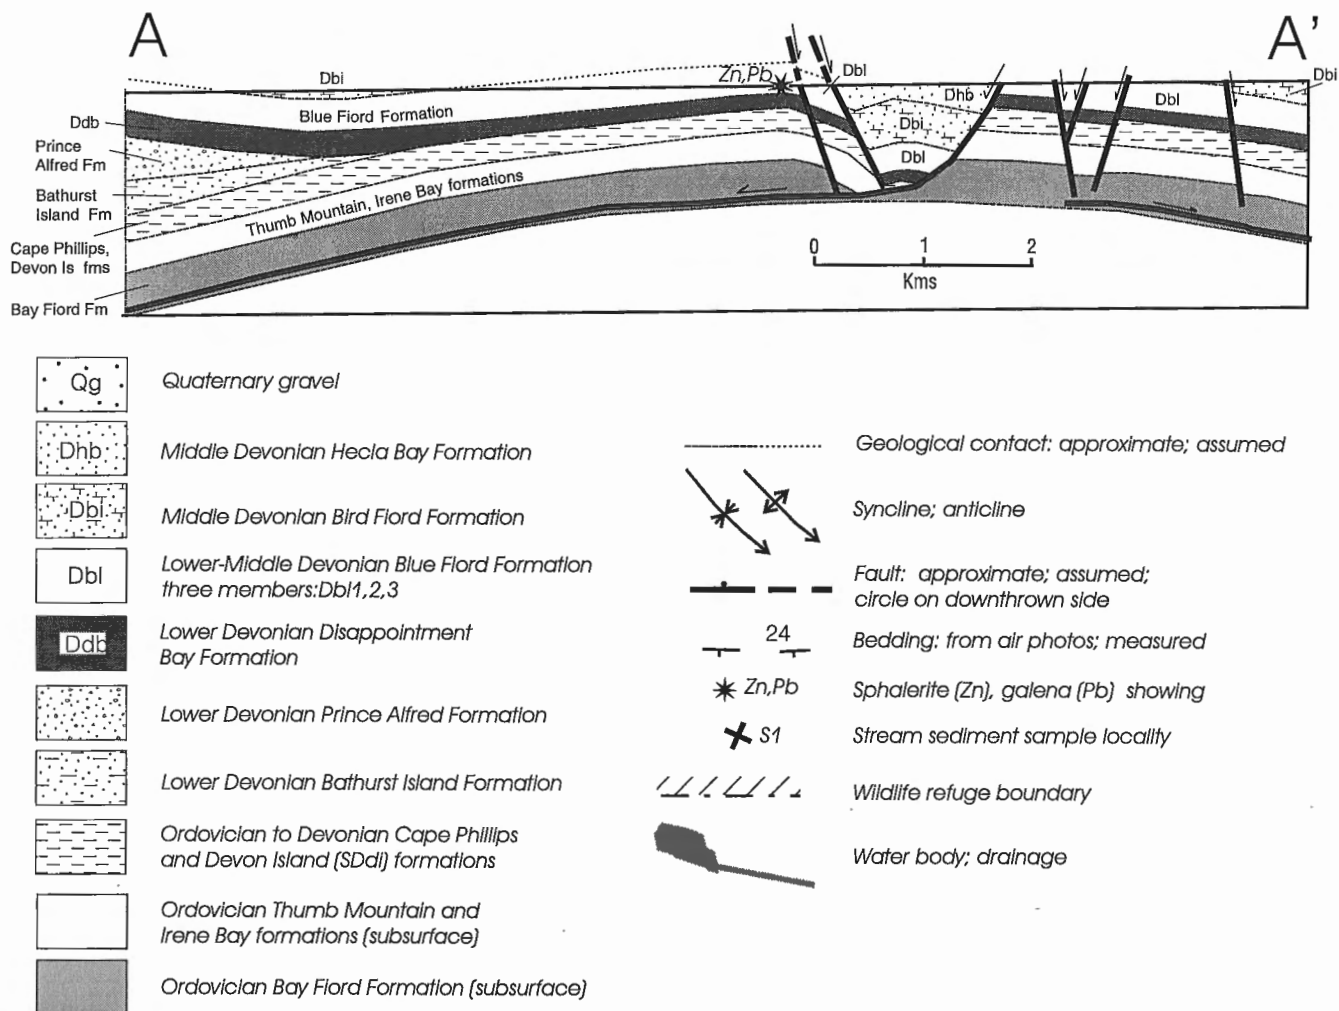 A
A'
Dbi
Zn,Pb
Dbl
Dhb
Dbi
Dbl
Dbi
Blue Fiord Formation
Ddb
Dbi
Prince
Alfred Fm
Dbl
Bathurst
Island Fm
Thumb Mountain, Irene Bay formations
Cape Phillips,
Devon Is fms
0 1 2
Kms
Bay Fiord Fm
Qg Quaternary gravel
Dhb Middle Devonian Hecla Bay Formation
Dbi Middle Devonian Bird Fiord Formation
Dbl Lower-Middle Devonian Blue Fiord Formation
three members:Dbl1,2,3
Ddb Lower Devonian Disappointment
Bay Formation
Lower Devonian Prince Alfred Formation
Lower Devonian Bathurst Island Formation
Ordovician to Devonian Cape Phillips
and Devon Island (SDdi) formations
Ordovician Thumb Mountain and
Irene Bay formations (subsurface)
Ordovician Bay Fiord Formation (subsurface)
Geological contact: approximate; assumed
Syncline; anticline
Fault: approximate; assumed;
circle on downthrown side
24 Bedding: from air photos; measured
Zn,Pb Sphalerite (Zn), galena (Pb) showing
S1 Stream sediment sample locality
Wildlife refuge boundary
Water body; drainage